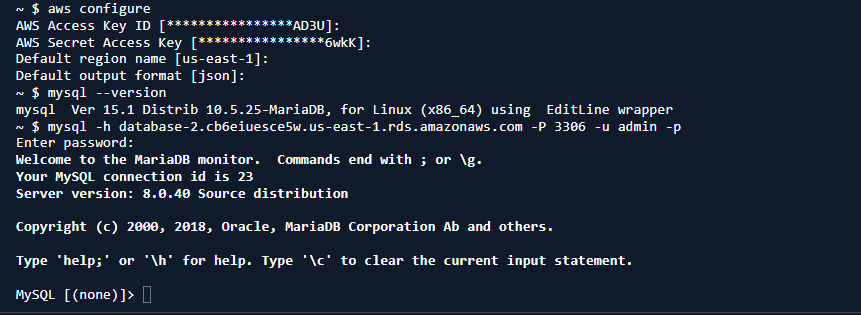 ~ $ aws configure
AWS Access Key ID [****************AD3U]:
AWS Secret Access Key [****************6wkK]:
Default region name [us-east-1]:
Default output format [json]:
~ $ mysql --version
mysql  Ver 15.1 Distrib 10.5.25-MariaDB, for Linux (x86_64) using  EditLine wrapper
~ $ mysql -h database-2.cb6eiuesce5w.us-east-1.rds.amazonaws.com -P 3306 -u admin -p
Enter password:
Welcome to the MariaDB monitor.  Commands end with ; or \g.
Your MySQL connection id is 23
Server version: 8.0.40 Source distribution

Copyright (c) 2000, 2018, Oracle, MariaDB Corporation Ab and others.

Type 'help;' or '\h' for help. Type '\c' to clear the current input statement.

MySQL [(none)]>